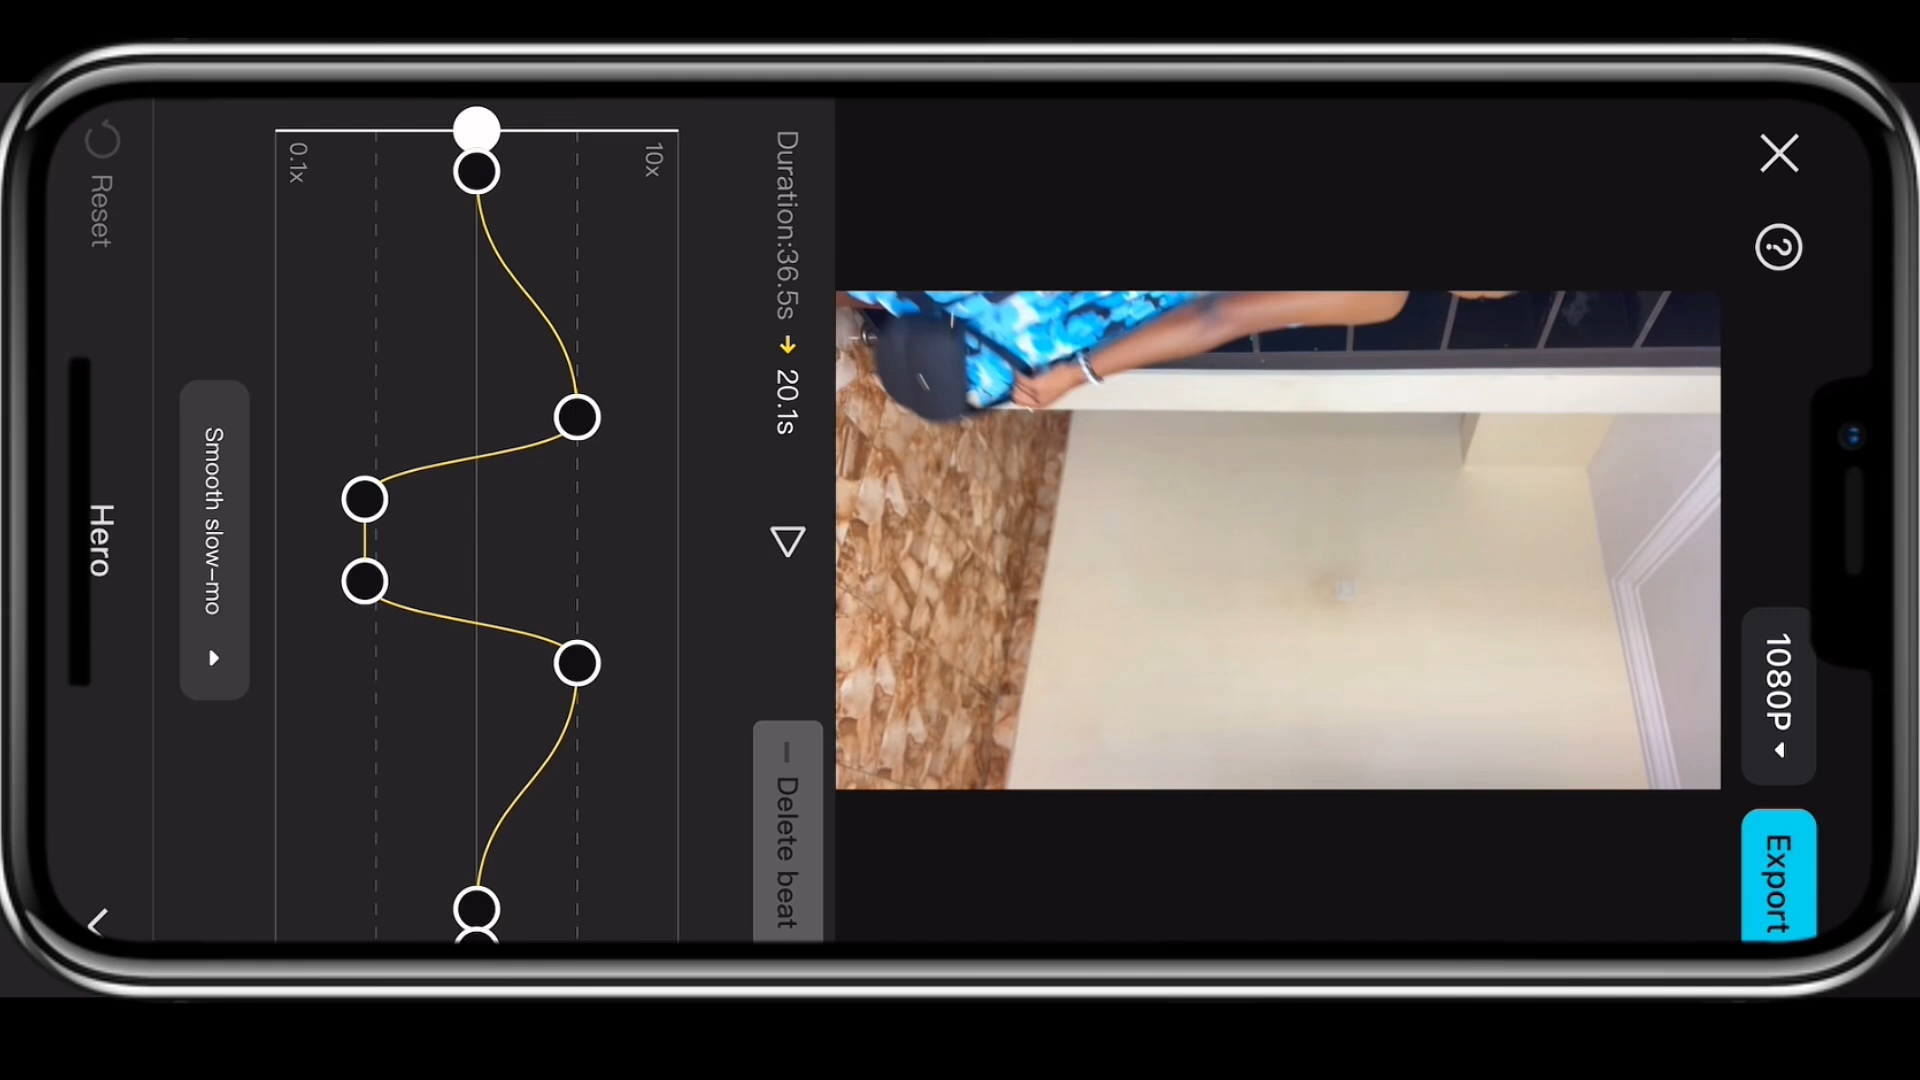 1080P
Export
Duration:36.5s → 20.1s
Delete beat
10x
0.1x
Smooth slow-mo
Reset
Hero